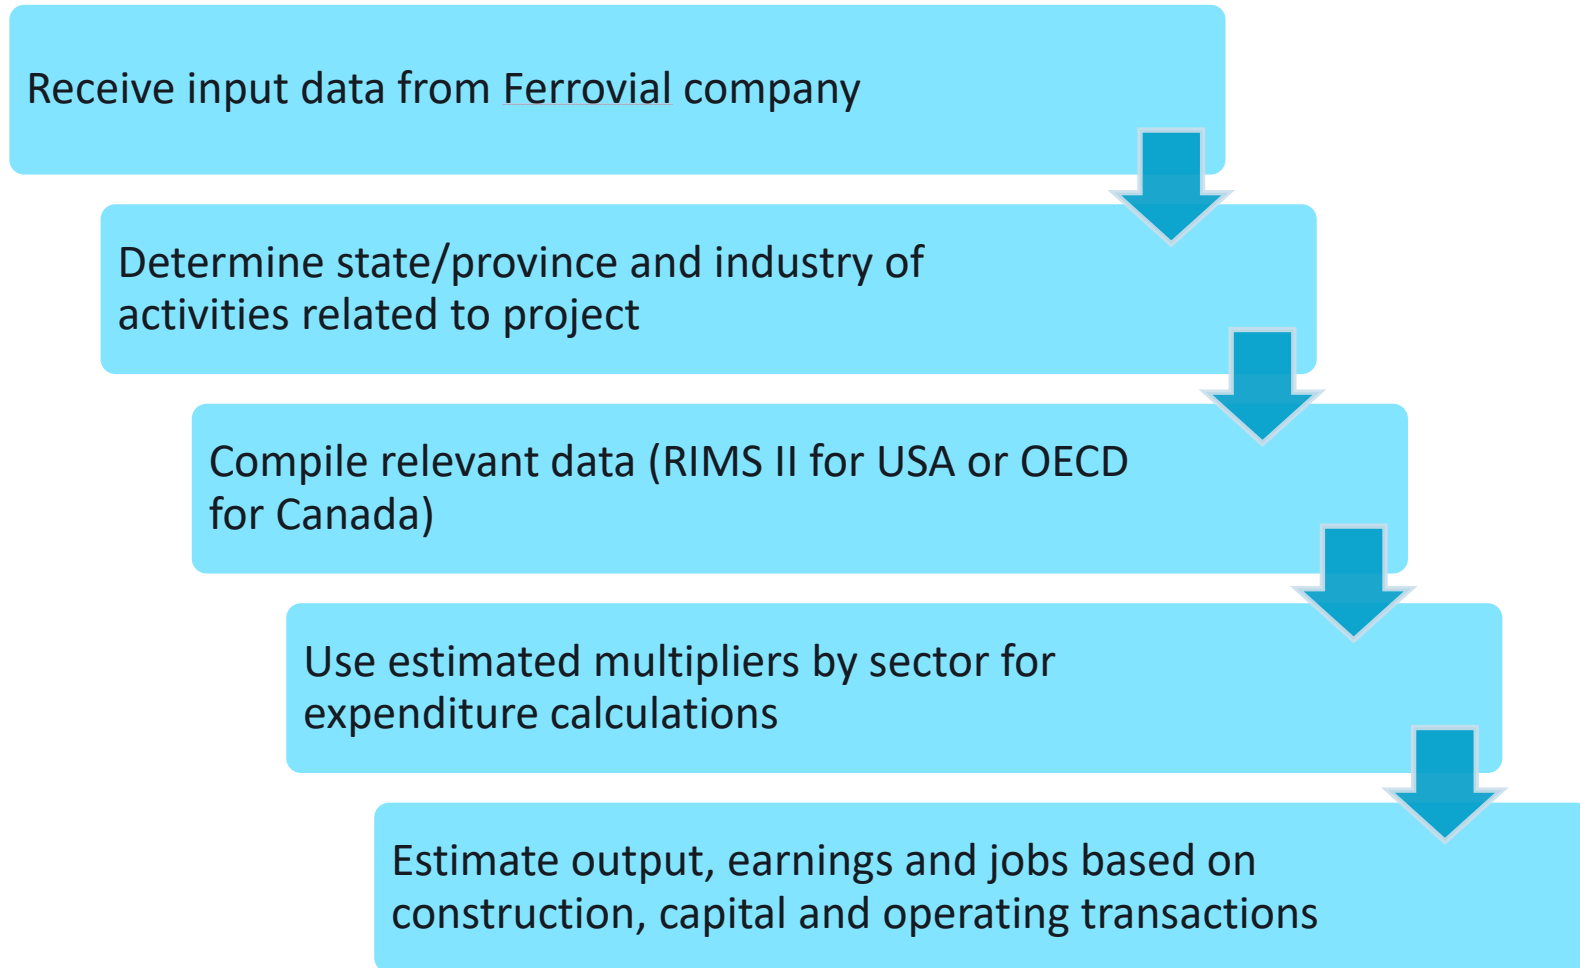 Receive input data from Ferrovial company
Determine state/province and industry of
activities related to project
Compile relevant data (RIMS II for USA or OECD
for Canada)
Use estimated multipliers by sector for
expenditure calculations
Estimate output, earnings and jobs based on
construction, capital and operating transactions